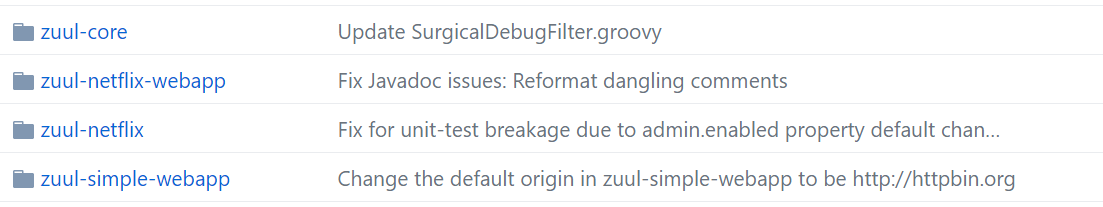 zuul-core Update SurgicalDebugFilter.groovy
zuul-netflix-webapp Fix Javadoc issues: Reformat dangling comments
zuul-netflix Fix for unit-test breakage due to admin.enabled property default chan...
zuul-simple-webapp Change the default origin in zuul-simple-webapp to be http://httpbin.org